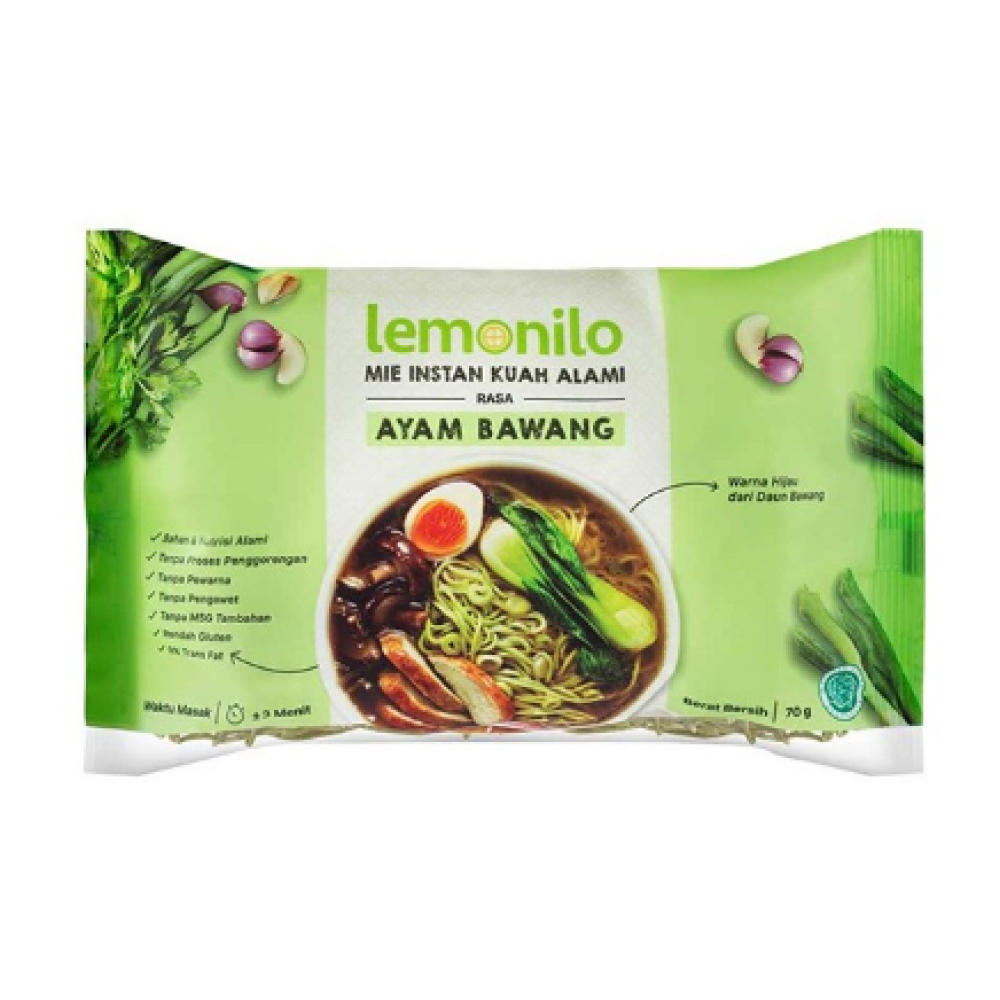 lemonilo
MIE INSTAN KUAH ALAMI
RASA
AYAM BAWANG
Warna Hijau
dari Daun Bawang
✓ Bahan & Nutrisi Alami
✓ Tanpa Proses Penggorengan
✓ Tanpa Pewarna
✓ Tanpa Pengawet
✓ Tanpa MSG Tambahan
✓ Rendah Gluten
✓ Trans Fat
Waktu Masak | ±3 Menit
Berat Bersih | 70 g